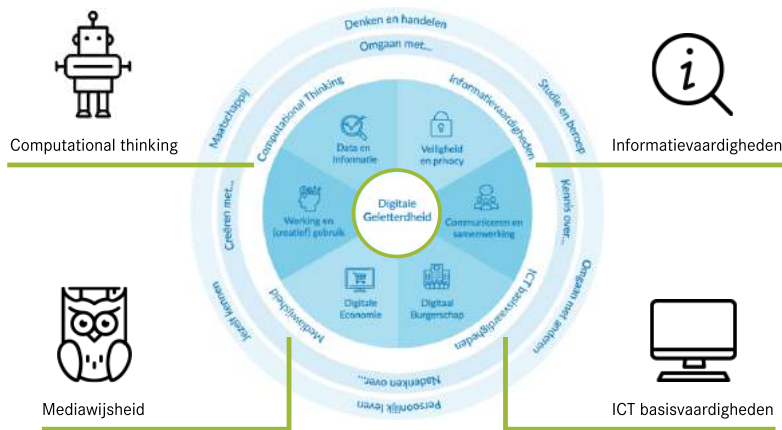 Denken en handelen
Omgaan met...
Maatschappij
Computational Thinking
Informatievaardigheden
Studie en beroep
Computational thinking
Informatievaardigheden
Data en
Informatie
Veiligheid
en privacy
Digitale
Geletterdheid
Creëren met...
Kennis over...
Werking en
(creatief) gebruik
Communiceren en
samenwerking
Digitale
Economie
Digitaal
Burgerschap
Jezelf kennen
Mediawijsheid
ICT basisvaardigheden
Omgaan met anderen
Nadenken over...
Persoonlijk leven
Mediawijsheid
ICT basisvaardigheden